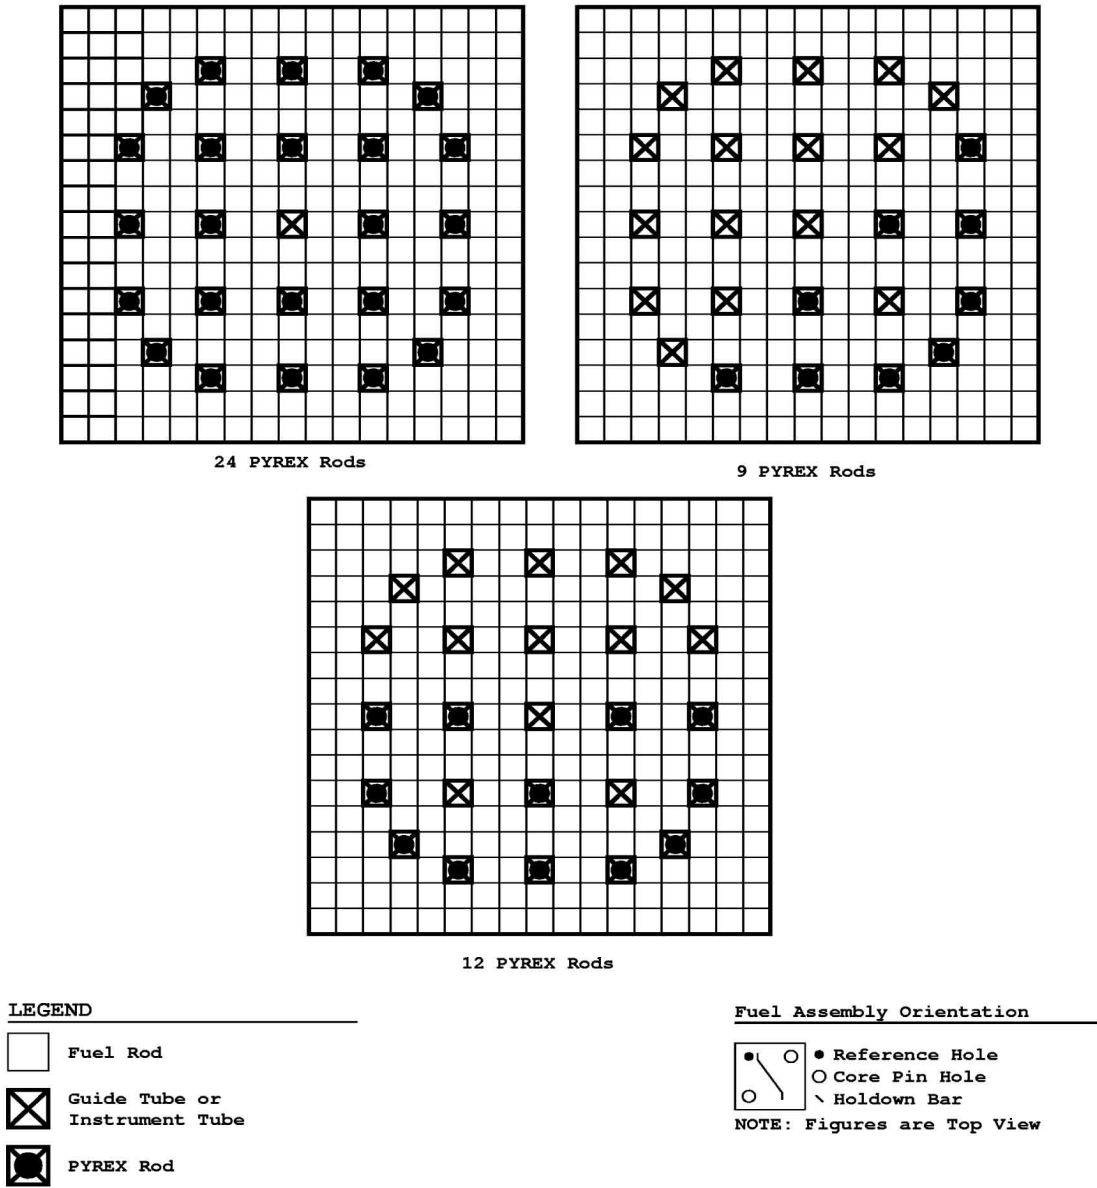 24 PYREX Rods
9 PYREX Rods
12 PYREX Rods
LEGEND
Fuel Rod
Guide Tube or
Instrument Tube
PYREX Rod
Fuel Assembly Orientation
Reference Hole
Core Pin Hole
Holdown Bar
NOTE: Figures are Top View